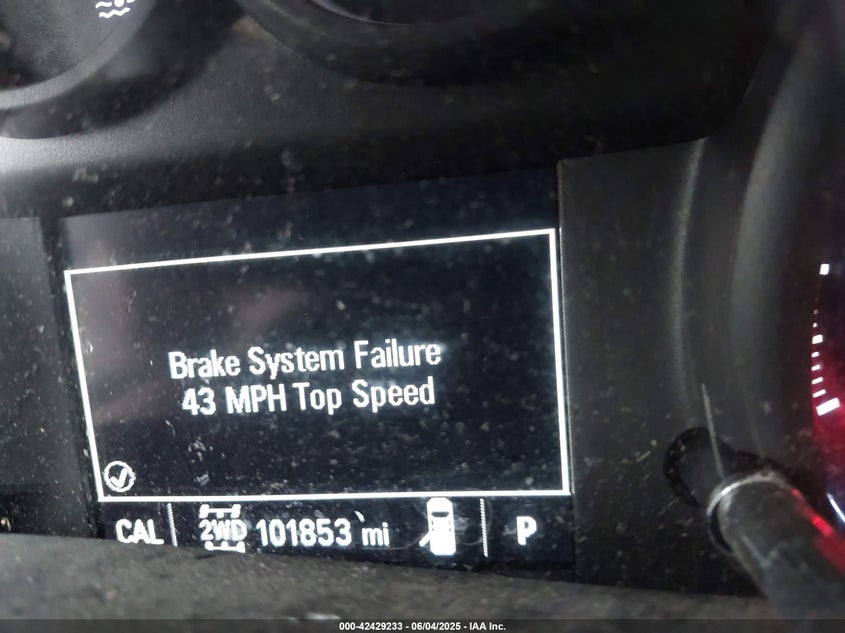 Brake System Failure
43 MPH Top Speed
CAL 2WD 101853 mi P
000-42429233 - 06/04/2025 - IAA Inc.